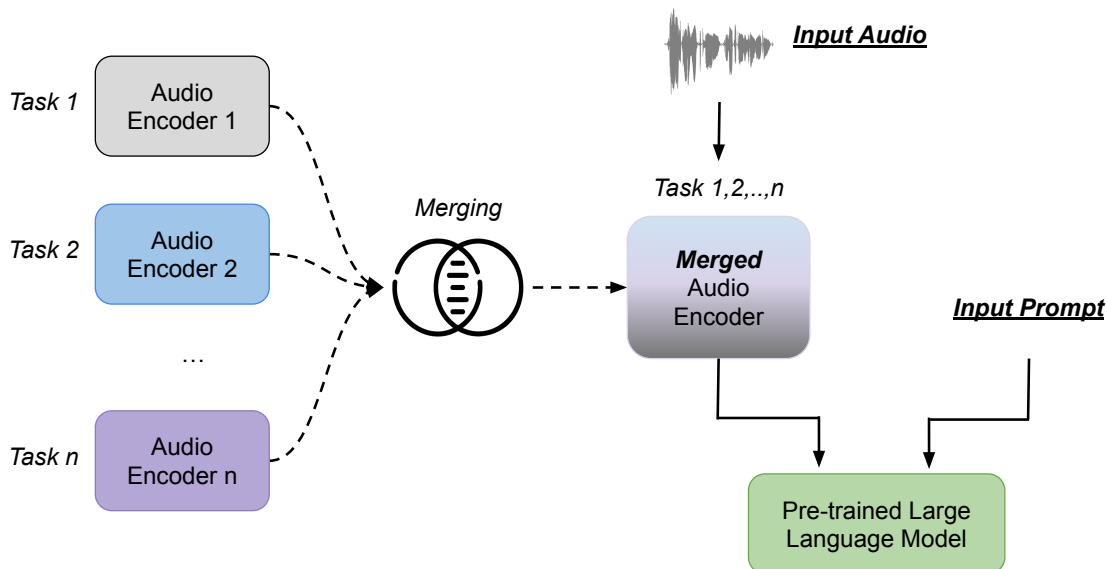 Task 1
Audio
Encoder 1
Task 2
Audio
Encoder 2
...
Task n
Audio
Encoder n
Merging
Input Audio
Task 1,2,..,n
Merged
Audio
Encoder
Input Prompt
Pre-trained Large
Language Model